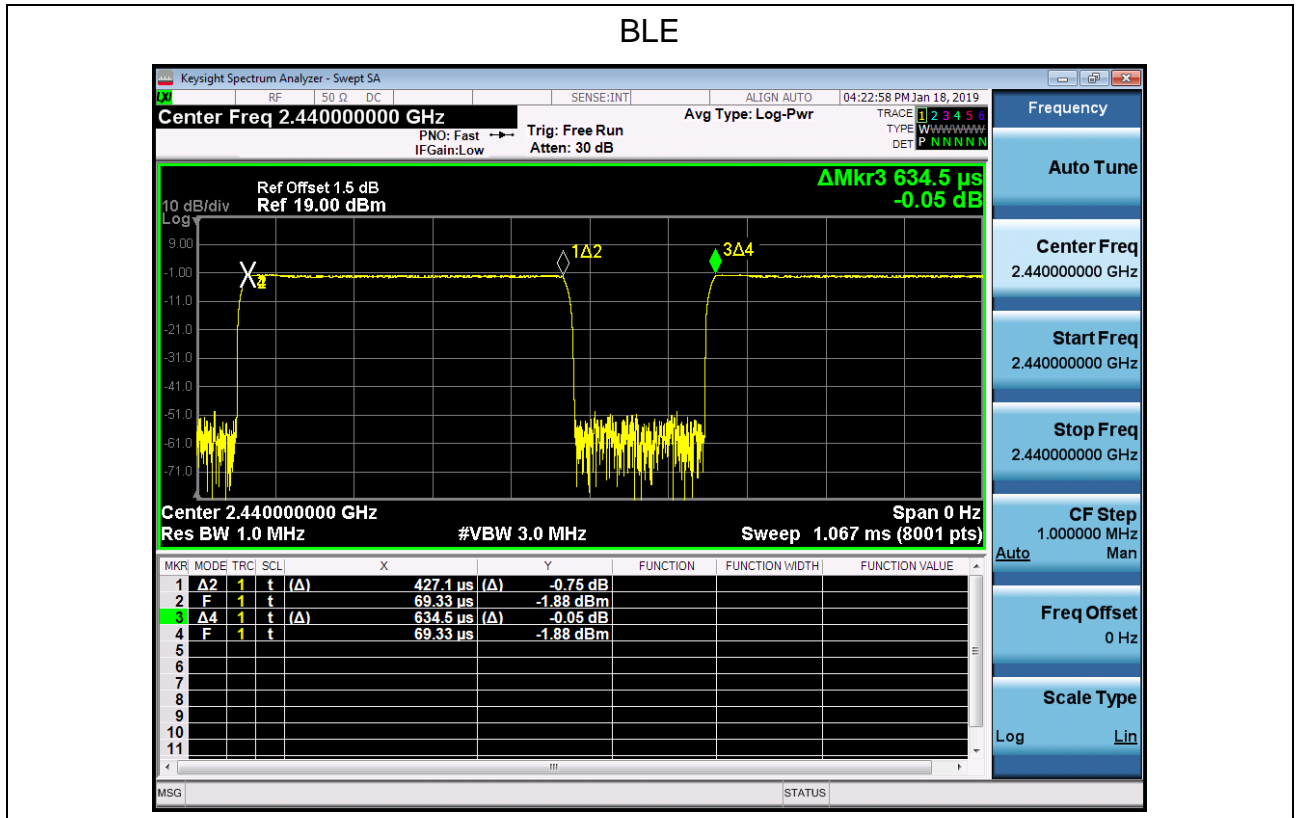 BLE
Keysight Spectrum Analyzer - Swept SA
LXI RF 50 Ω DC SENSE:INT ALIGN AUTO 04:22:58 PM Jan 18, 2019
Center Freq 2.440000000 GHz
PNO: Fast
IFGain:Low
Trig: Free Run
Atten: 30 dB
Avg Type: Log-Pwr
TRACE 1 2 3 4 5 6
TYPE WWWWWW
DET P N N N N N
Ref Offset 1.5 dB
Ref 19.00 dBm
10 dB/div
Log
ΔMkr3 634.5 µs
-0.05 dB
9.00
-1.00
-11.0
-21.0
-31.0
-41.0
-51.0
-61.0
-71.0
1Δ2
3Δ4
Center 2.440000000 GHz
Span 0 Hz
Res BW 1.0 MHz
#VBW 3.0 MHz
Sweep 1.067 ms (8001 pts)
MKR MODE TRC SCL X Y FUNCTION FUNCTION WIDTH FUNCTION VALUE
1 Δ2 1 t (Δ) 427.1 µs (Δ) -0.75 dB
2 F 1 t 69.33 µs -1.88 dBm
3 Δ4 1 t (Δ) 634.5 µs (Δ) -0.05 dB
4 F 1 t 69.33 µs -1.88 dBm
5
6
7
8
9
10
11
MSG
STATUS
Frequency
Auto Tune
Center Freq
2.440000000 GHz
Start Freq
2.440000000 GHz
Stop Freq
2.440000000 GHz
CF Step
1.000000 MHz
Auto Man
Freq Offset
0 Hz
Scale Type
Log Lin